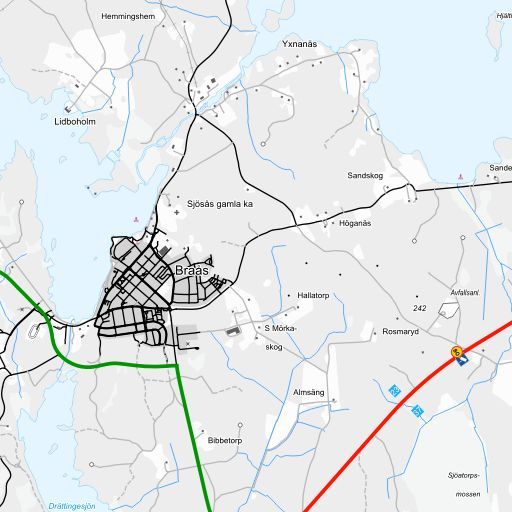 Hemmingshem
Hjältn
Yxnanäs
Lidboholm
Sandskog
Sande
Sjösås gamla ka
Höganäs
Braås
Hallatorp
Avfallsanl.
242
S Mörka-
skog
Rosmaryd
Almsäng
Bibbetorp
Sjöatorps-
mossen
Drättingesjön